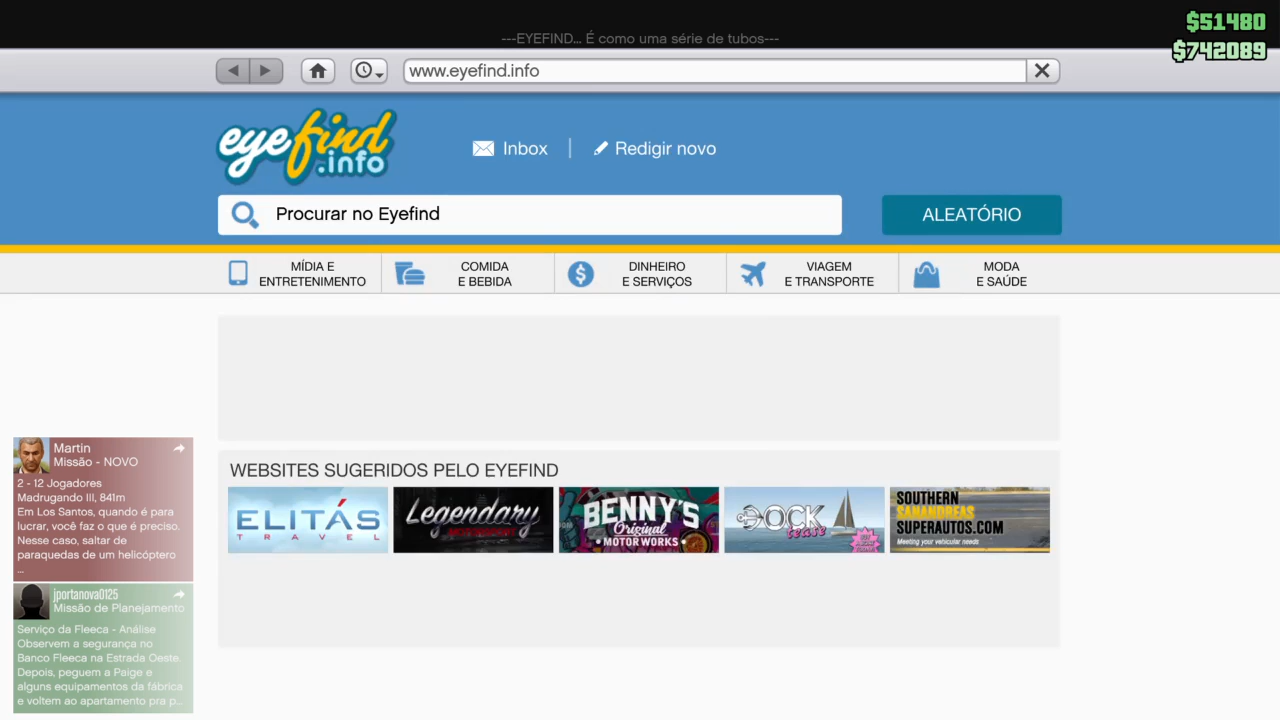 $51480
$742089
---EYEFIND... É como uma série de tubos---
www.eyefind.info
eyefind
.info
Inbox
Redigir novo
Procurar no Eyefind
ALEATÓRIO
MÍDIA E
ENTRETENIMENTO
COMIDA
E BEBIDA
DINHEIRO
E SERVIÇOS
VIAGEM
E TRANSPORTE
MODA
E SAÚDE
WEBSITES SUGERIDOS PELO EYEFIND
ELITÁS
TRAVEL
Legendary
MOTORSPORT
BENNY'S
Original
MOTORWORKS
DOCK
tease
SOUTHERN
SANANDREAS
SUPERAUTOS.COM
Meeting your vehicular needs
Martin
Missão - NOVO
2 - 12 Jogadores
Madrugando III, 841m
Em Los Santos, quando é para
lucrar, você faz o que é preciso.
Nesse caso, saltar de
paraquedas de um helicóptero
...
jportanova0125
Missão de Planejamento
Serviço da Fleeca - Análise
Observem a segurança no
Banco Fleeca na Estrada Oeste.
Depois, peguem a Paige e
alguns equipamentos da fábrica
e voltem ao apartamento pra p...